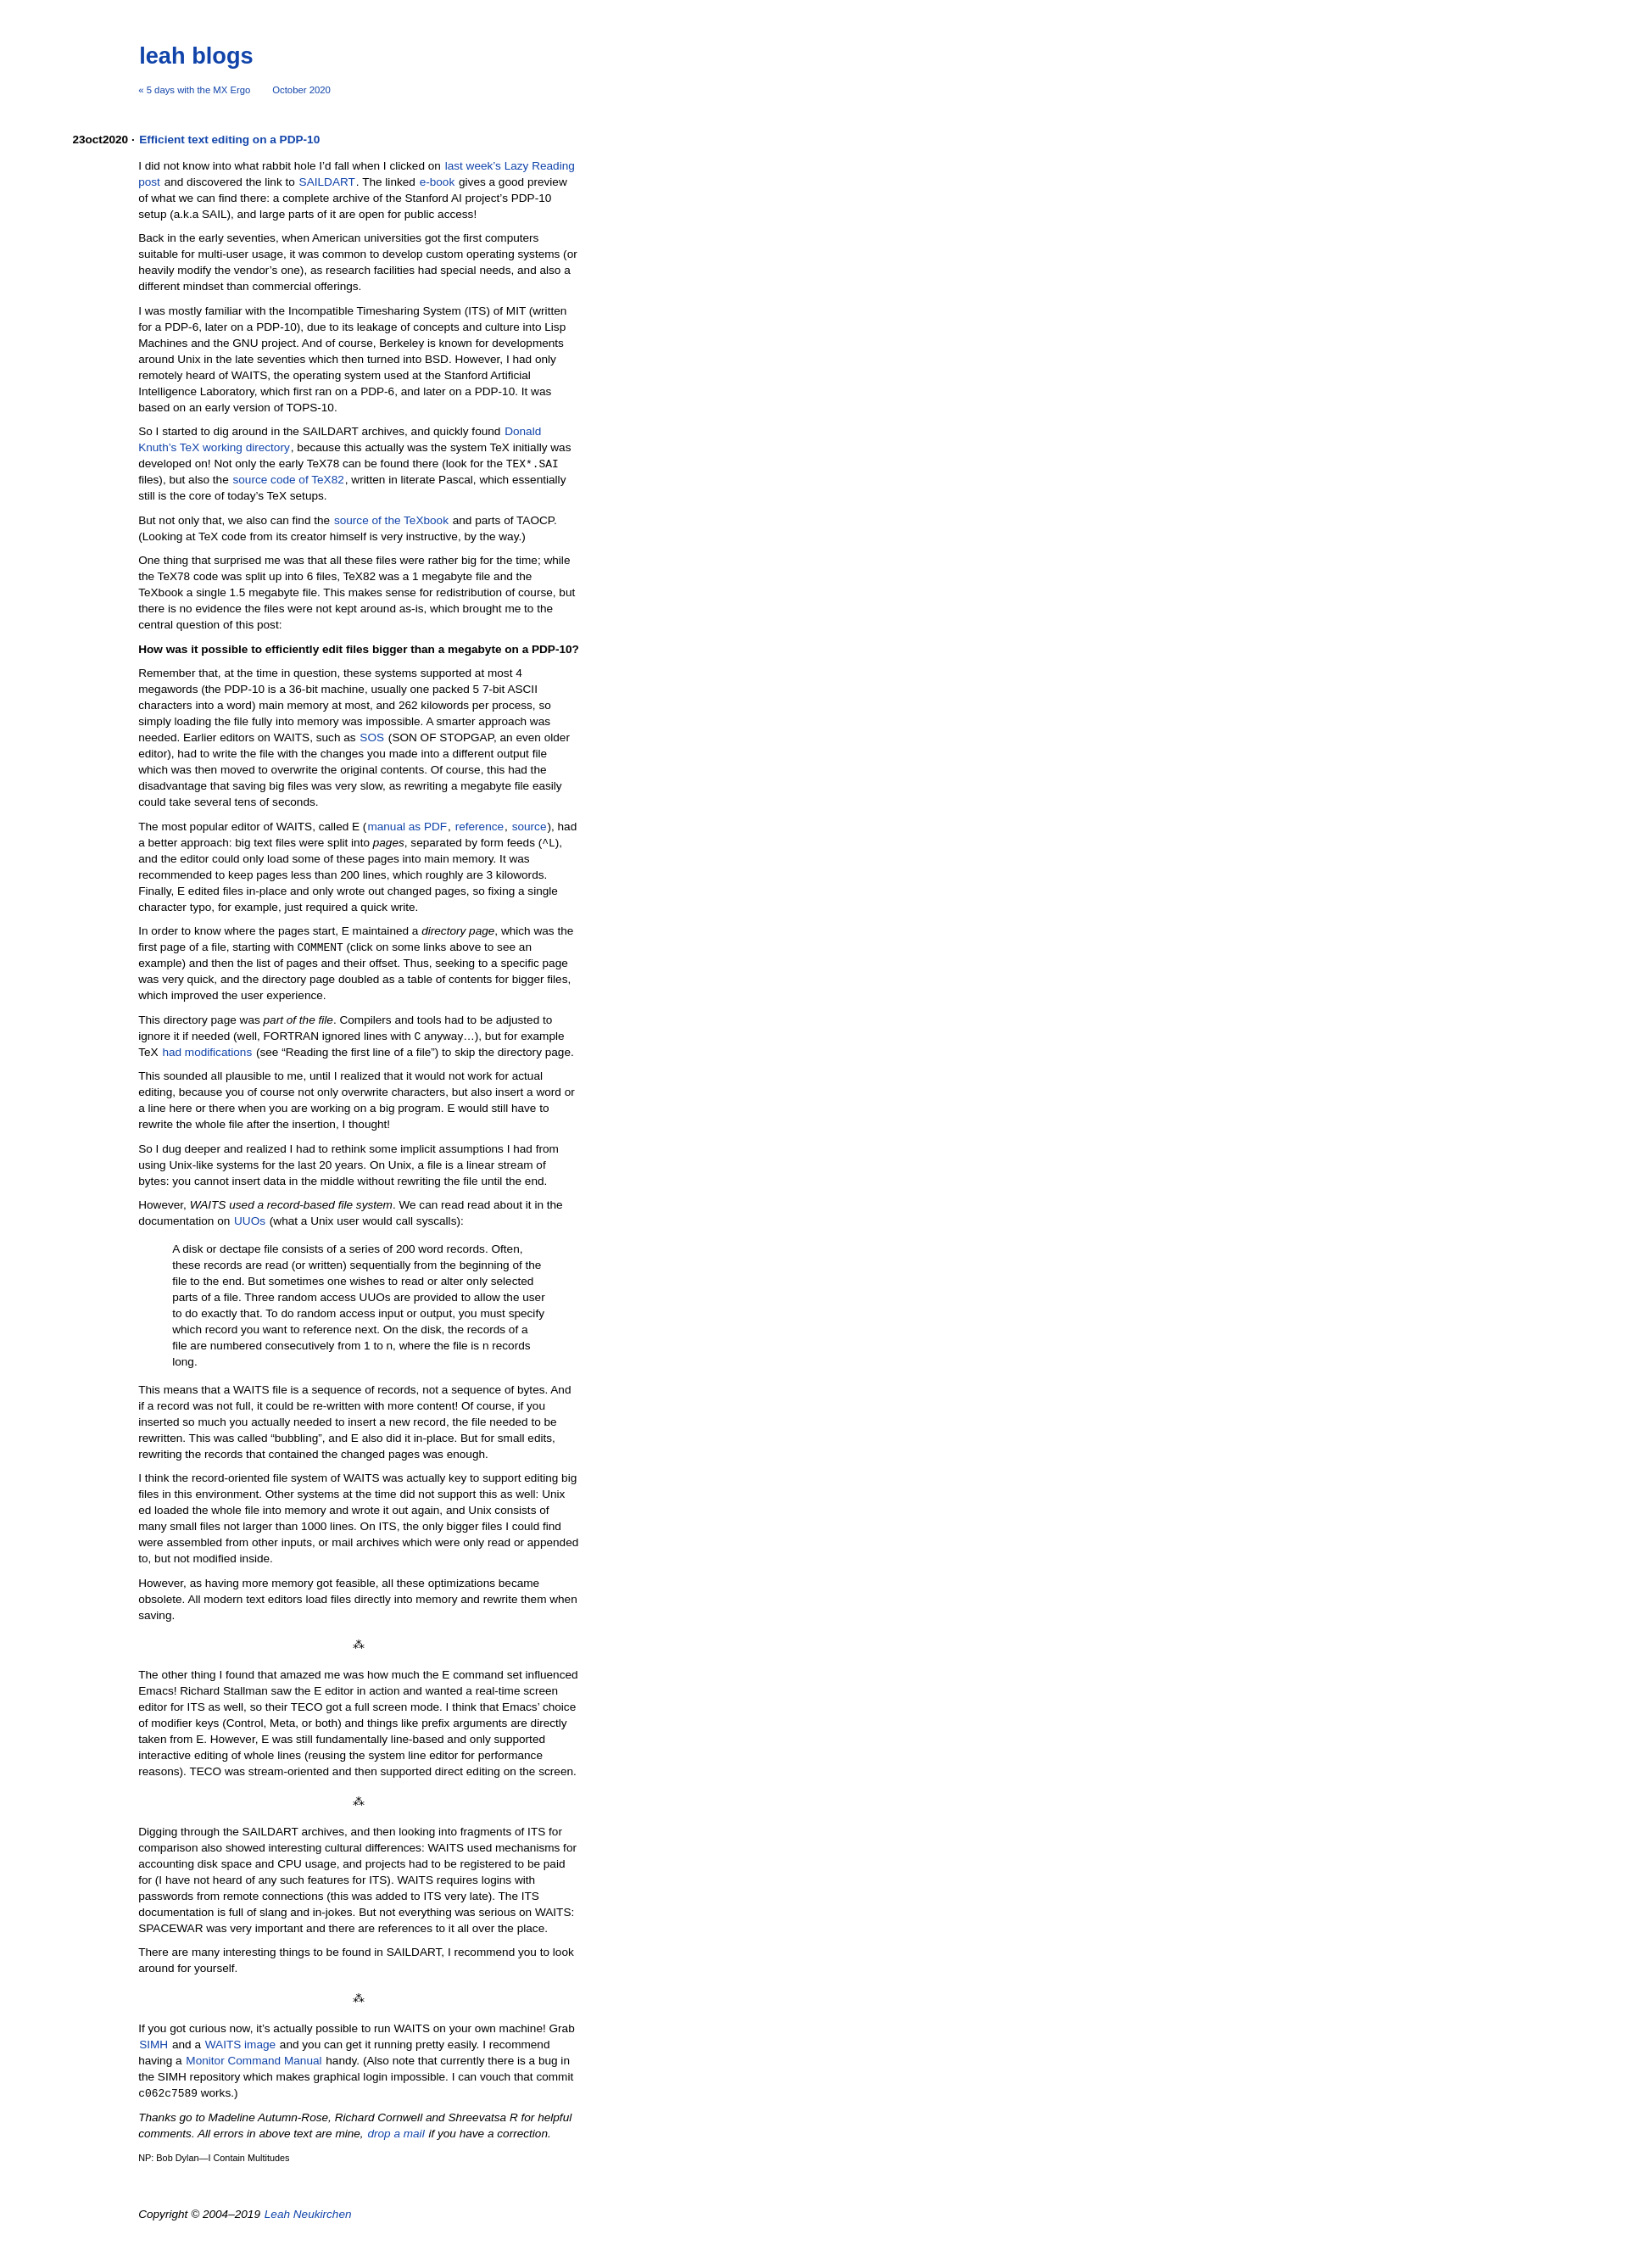 leah blogs
« 5 days with the MX Ergo October 2020
23oct2020 · Efficient text editing on a PDP-10
I did not know into what rabbit hole I’d fall when I clicked on last week’s Lazy Reading
post and discovered the link to SAILDART. The linked e-book gives a good preview
of what we can find there: a complete archive of the Stanford AI project’s PDP-10
setup (a.k.a SAIL), and large parts of it are open for public access!
Back in the early seventies, when American universities got the first computers
suitable for multi-user usage, it was common to develop custom operating systems (or
heavily modify the vendor’s one), as research facilities had special needs, and also a
different mindset than commercial offerings.
I was mostly familiar with the Incompatible Timesharing System (ITS) of MIT (written
for a PDP-6, later on a PDP-10), due to its leakage of concepts and culture into Lisp
Machines and the GNU project. And of course, Berkeley is known for developments
around Unix in the late seventies which then turned into BSD. However, I had only
remotely heard of WAITS, the operating system used at the Stanford Artificial
Intelligence Laboratory, which first ran on a PDP-6, and later on a PDP-10. It was
based on an early version of TOPS-10.
So I started to dig around in the SAILDART archives, and quickly found Donald
Knuth’s TeX working directory, because this actually was the system TeX initially was
developed on! Not only the early TeX78 can be found there (look for the TEX*.SAI
files), but also the source code of TeX82, written in literate Pascal, which essentially
still is the core of today’s TeX setups.
But not only that, we also can find the source of the TeXbook and parts of TAOCP.
(Looking at TeX code from its creator himself is very instructive, by the way.)
One thing that surprised me was that all these files were rather big for the time; while
the TeX78 code was split up into 6 files, TeX82 was a 1 megabyte file and the
TeXbook a single 1.5 megabyte file. This makes sense for redistribution of course, but
there is no evidence the files were not kept around as-is, which brought me to the
central question of this post:
How was it possible to efficiently edit files bigger than a megabyte on a PDP-10?
Remember that, at the time in question, these systems supported at most 4
megawords (the PDP-10 is a 36-bit machine, usually one packed 5 7-bit ASCII
characters into a word) main memory at most, and 262 kilowords per process, so
simply loading the file fully into memory was impossible. A smarter approach was
needed. Earlier editors on WAITS, such as SOS (SON OF STOPGAP, an even older
editor), had to write the file with the changes you made into a different output file
which was then moved to overwrite the original contents. Of course, this had the
disadvantage that saving big files was very slow, as rewriting a megabyte file easily
could take several tens of seconds.
The most popular editor of WAITS, called E (manual as PDF, reference, source), had
a better approach: big text files were split into pages, separated by form feeds (^L),
and the editor could only load some of these pages into main memory. It was
recommended to keep pages less than 200 lines, which roughly are 3 kilowords.
Finally, E edited files in-place and only wrote out changed pages, so fixing a single
character typo, for example, just required a quick write.
In order to know where the pages start, E maintained a directory page, which was the
first page of a file, starting with COMMENT (click on some links above to see an
example) and then the list of pages and their offset. Thus, seeking to a specific page
was very quick, and the directory page doubled as a table of contents for bigger files,
which improved the user experience.
This directory page was part of the file. Compilers and tools had to be adjusted to
ignore it if needed (well, FORTRAN ignored lines with C anyway…), but for example
TeX had modifications (see “Reading the first line of a file”) to skip the directory page.
This sounded all plausible to me, until I realized that it would not work for actual
editing, because you of course not only overwrite characters, but also insert a word or
a line here or there when you are working on a big program. E would still have to
rewrite the whole file after the insertion, I thought!
So I dug deeper and realized I had to rethink some implicit assumptions I had from
using Unix-like systems for the last 20 years. On Unix, a file is a linear stream of
bytes: you cannot insert data in the middle without rewriting the file until the end.
However, WAITS used a record-based file system. We can read read about it in the
documentation on UUOs (what a Unix user would call syscalls):
A disk or dectape file consists of a series of 200 word records. Often,
these records are read (or written) sequentially from the beginning of the
file to the end. But sometimes one wishes to read or alter only selected
parts of a file. Three random access UUOs are provided to allow the user
to do exactly that. To do random access input or output, you must specify
which record you want to reference next. On the disk, the records of a
file are numbered consecutively from 1 to n, where the file is n records
long.
This means that a WAITS file is a sequence of records, not a sequence of bytes. And
if a record was not full, it could be re-written with more content! Of course, if you
inserted so much you actually needed to insert a new record, the file needed to be
rewritten. This was called “bubbling”, and E also did it in-place. But for small edits,
rewriting the records that contained the changed pages was enough.
I think the record-oriented file system of WAITS was actually key to support editing big
files in this environment. Other systems at the time did not support this as well: Unix
ed loaded the whole file into memory and wrote it out again, and Unix consists of
many small files not larger than 1000 lines. On ITS, the only bigger files I could find
were assembled from other inputs, or mail archives which were only read or appended
to, but not modified inside.
However, as having more memory got feasible, all these optimizations became
obsolete. All modern text editors load files directly into memory and rewrite them when
saving.
⁂
The other thing I found that amazed me was how much the E command set influenced
Emacs! Richard Stallman saw the E editor in action and wanted a real-time screen
editor for ITS as well, so their TECO got a full screen mode. I think that Emacs’ choice
of modifier keys (Control, Meta, or both) and things like prefix arguments are directly
taken from E. However, E was still fundamentally line-based and only supported
interactive editing of whole lines (reusing the system line editor for performance
reasons). TECO was stream-oriented and then supported direct editing on the screen.
⁂
Digging through the SAILDART archives, and then looking into fragments of ITS for
comparison also showed interesting cultural differences: WAITS used mechanisms for
accounting disk space and CPU usage, and projects had to be registered to be paid
for (I have not heard of any such features for ITS). WAITS requires logins with
passwords from remote connections (this was added to ITS very late). The ITS
documentation is full of slang and in-jokes. But not everything was serious on WAITS:
SPACEWAR was very important and there are references to it all over the place.
There are many interesting things to be found in SAILDART, I recommend you to look
around for yourself.
⁂
If you got curious now, it’s actually possible to run WAITS on your own machine! Grab
SIMH and a WAITS image and you can get it running pretty easily. I recommend
having a Monitor Command Manual handy. (Also note that currently there is a bug in
the SIMH repository which makes graphical login impossible. I can vouch that commit
c062c7589 works.)
Thanks go to Madeline Autumn-Rose, Richard Cornwell and Shreevatsa R for helpful
comments. All errors in above text are mine, drop a mail if you have a correction.
NP: Bob Dylan—I Contain Multitudes
Copyright © 2004–2019 Leah Neukirchen